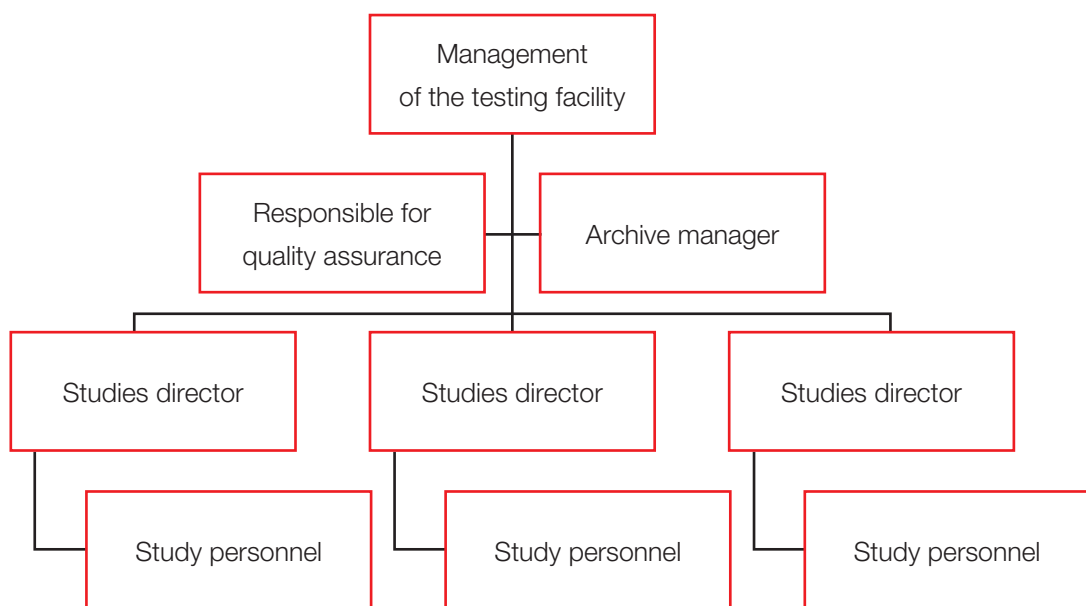 Management
of the testing facility
Responsible for
quality assurance
Archive manager
Studies director
Studies director
Studies director
Study personnel
Study personnel
Study personnel